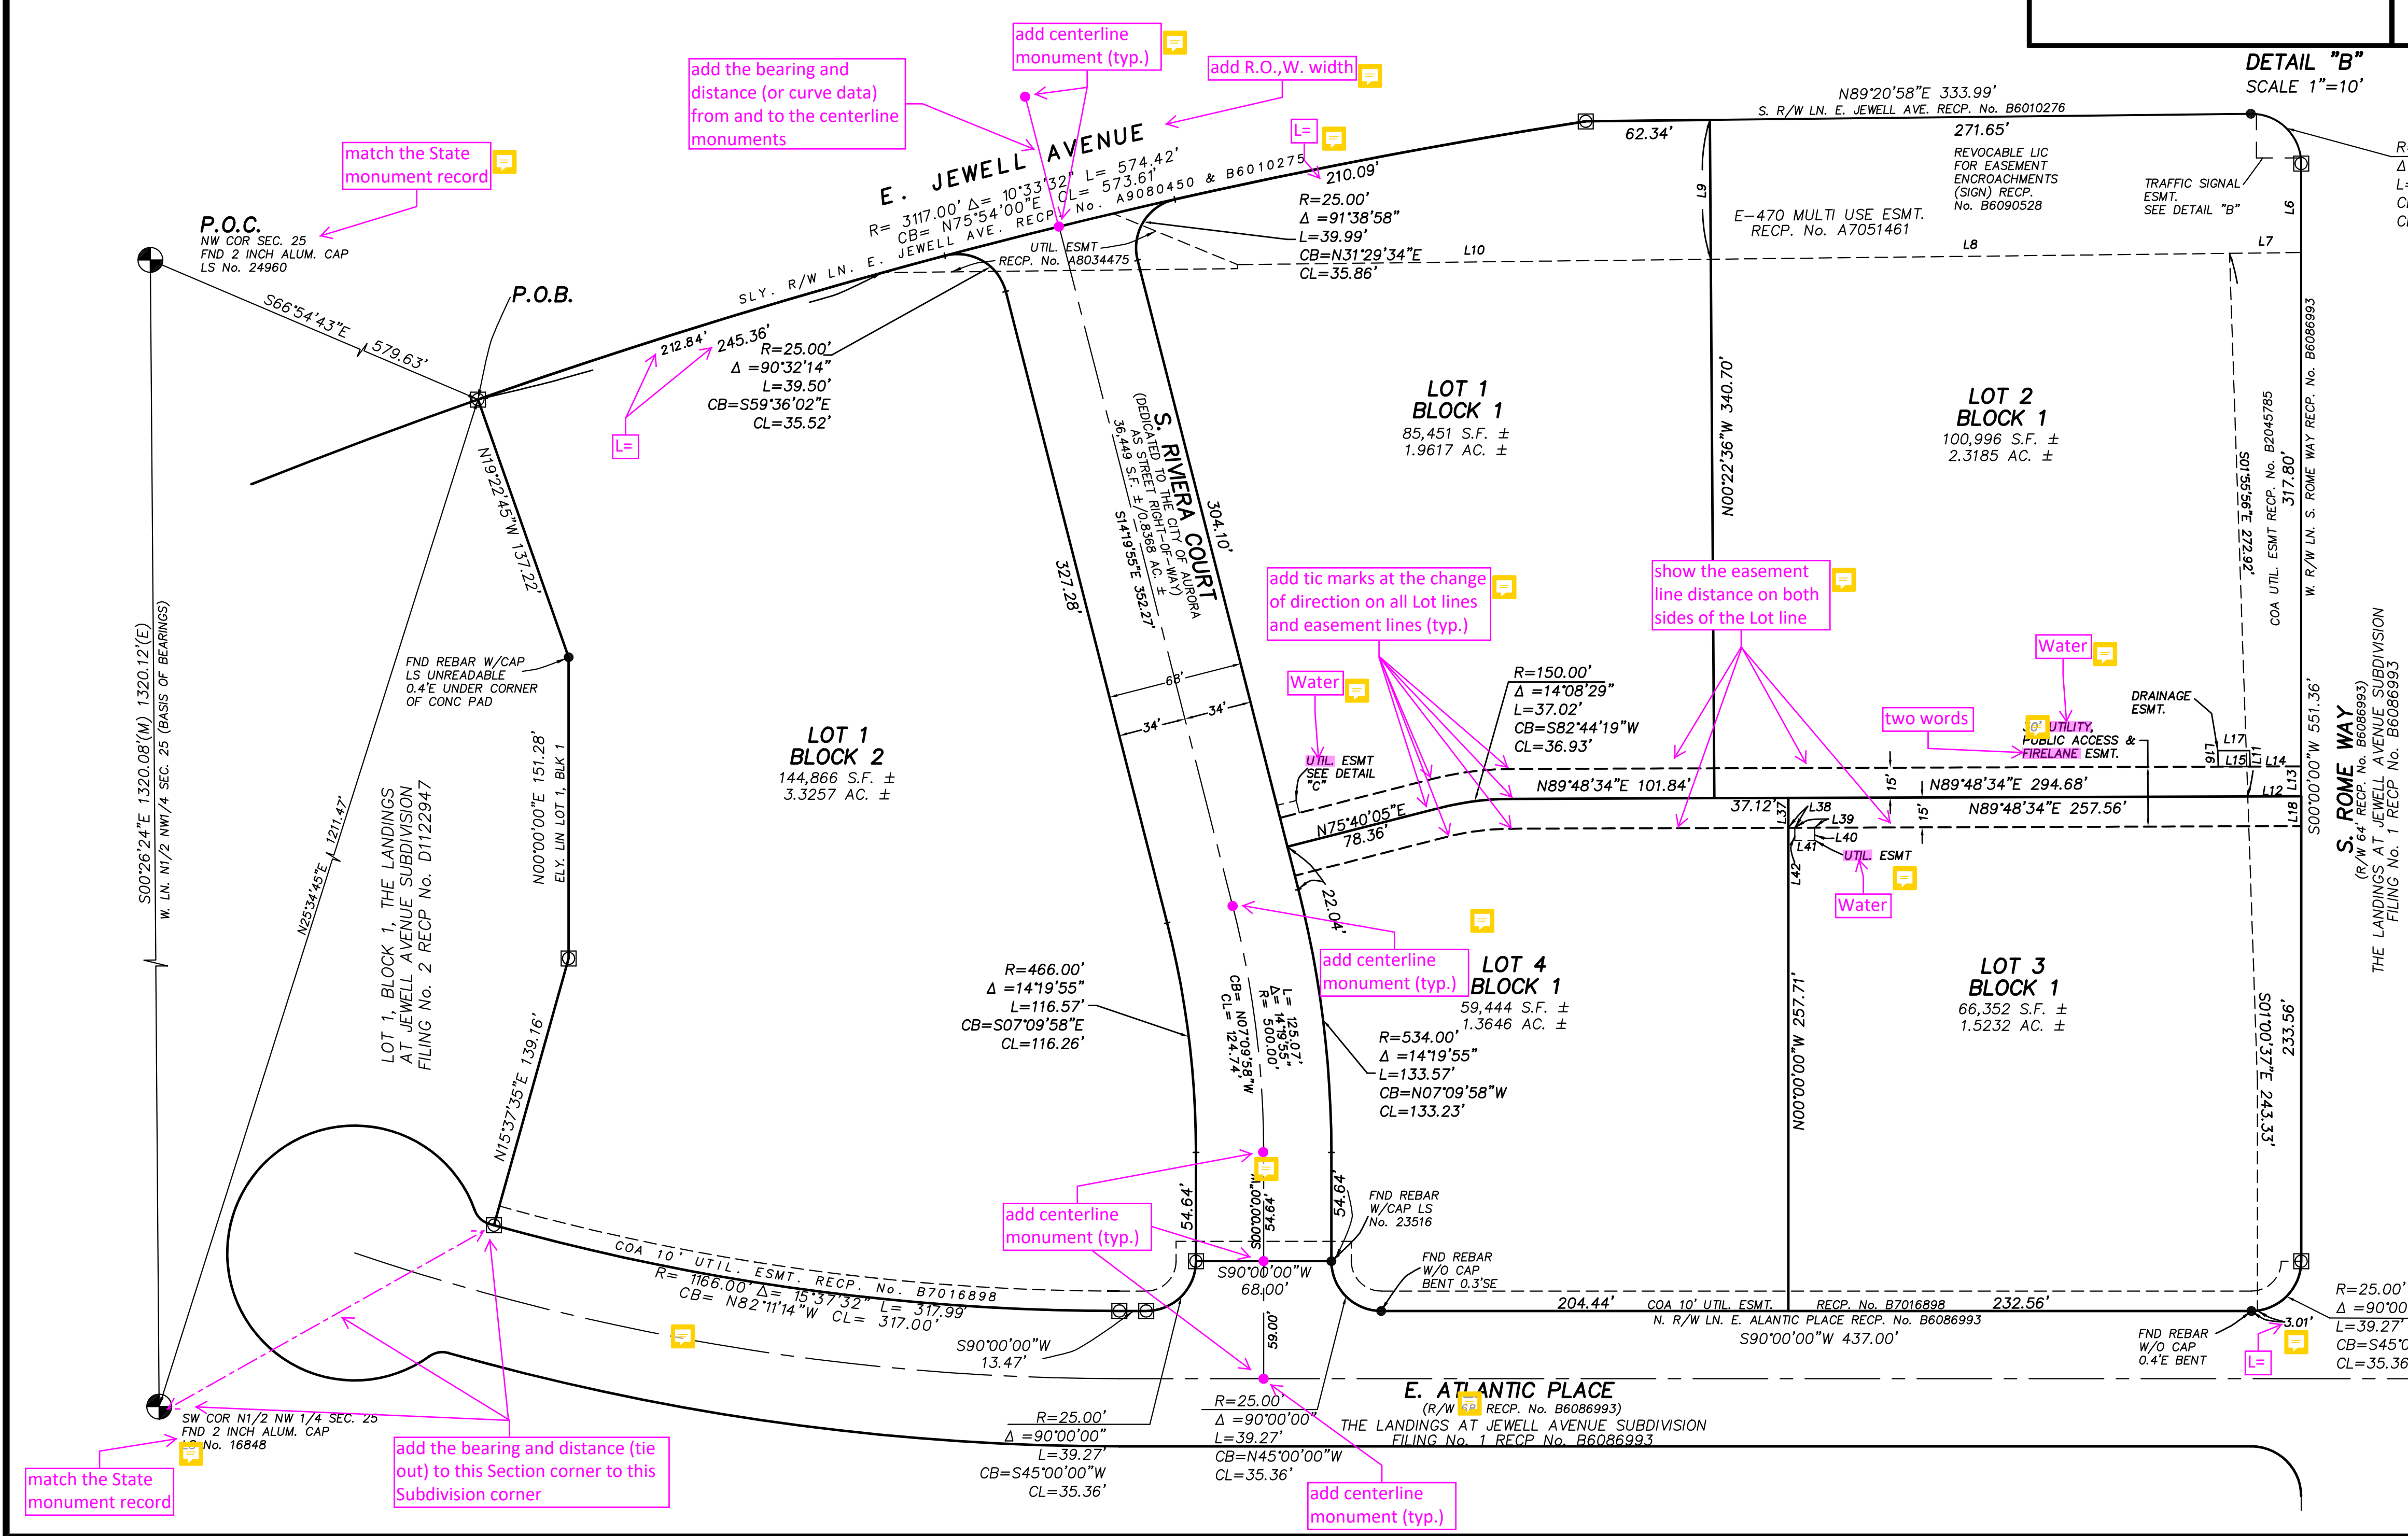 DETAIL "B"
SCALE 1"=10'
add centerline
monument (typ.)
add R.O.,W. width
add the bearing and
distance (or curve data)
from and to the centerline
monuments
match the State
monument record
P.O.C.
NW COR SEC. 25
FND 2 INCH ALUM. CAP
LS No. 24960
S66°54'43"E
579.63'
P.O.B.
E. JEWELL AVENUE
R= 3117.00' Δ= 10°33'32" L= 574.42'
CB= N75°54'00"E CL= 573.61'
SLY. R/W LN. E. JEWELL AVE. RECP. No. A9080450 & B6010275
L=
210.09'
62.34'
N89°20'58"E 333.99'
S. R/W LN. E. JEWELL AVE. RECP. No. B6010276
271.65'
REVOCABLE LIC
FOR EASEMENT
ENCROACHMENTS
(SIGN) RECP.
No. B6090528
TRAFFIC SIGNAL
ESMT.
SEE DETAIL "B"
L6
L9
E-470 MULTI USE ESMT.
RECP. No. A7051461
L10
L8
L7
UTIL. ESMT
RECP. No. A8034475
R=25.00'
Δ =91°38'58"
L=39.99'
CB=N31°29'34"E
CL=35.86'
212.84'
245.36'
L=
R=25.00'
Δ =90°32'14"
L=39.50'
CB=S59°36'02"E
CL=35.52'
N19°22'45"W 137.22'
FND REBAR W/CAP
LS UNREADABLE
0.4'E UNDER CORNER
OF CONC PAD
N00°00'00"E 151.28'
ELY. LIN LOT 1, BLK 1
S00°26'24"E 1320.08'(M) 1320.12'(E)
W. LN. N1/2 NW1/4 SEC. 25 (BASIS OF BEARINGS)
N25°34'45"E 1211.47'
LOT 1, BLOCK 1, THE LANDINGS
AT JEWELL AVENUE SUBDIVISION
FILING No. 2 RECP No. D1122947
N15°37'35"E 139.16'
LOT 1
BLOCK 2
144,866 S.F. ±
3.3257 AC. ±
327.28'
S. RIVIERA COURT
(DEDICATED TO THE CITY OF AURORA
AS STREET RIGHT-OF-WAY)
36,449 S.F. ±/0.8368 AC. ±
S14°19'55"E 352.27'
304.10'
68'
34'
34'
LOT 1
BLOCK 1
85,451 S.F. ±
1.9617 AC. ±
N00°22'36"W 340.70'
LOT 2
BLOCK 1
100,996 S.F. ±
2.3185 AC. ±
S01°55'56"E 272.92'
COA UTIL. ESMT RECP. No. B2045785
317.80'
W. R/W LN. S. ROME WAY RECP. No. B6086993
add tic marks at the change
of direction on all Lot lines
and easement lines (typ.)
show the easement
line distance on both
sides of the Lot line
Water
Water
UTIL. ESMT
SEE DETAIL
"C"
R=150.00'
Δ =14°08'29"
L=37.02'
CB=S82°44'19"W
CL=36.93'
two words
UTILITY,
PUBLIC ACCESS &
FIRELANE ESMT.
DRAINAGE
ESMT.
L17
L16
L15
L11
L14
N89°48'34"E 101.84'
15'
N89°48'34"E 294.68'
L12
L13
N75°40'05"E
78.36'
37.12'
L37
L38
L39
L40
L41
L42
15'
N89°48'34"E 257.56'
L18
UTIL. ESMT
Water
S00°00'00"W 551.36'
S. ROME WAY
(R/W 64' RECP. No. B6086993)
THE LANDINGS AT JEWELL AVENUE SUBDIVISION
FILING No. 1 RECP No. B6086993
22.04'
add centerline
monument (typ.)
LOT 4
BLOCK 1
59,444 S.F. ±
1.3646 AC. ±
LOT 3
BLOCK 1
66,352 S.F. ±
1.5232 AC. ±
N00°00'00"W 257.71'
S01°00'37"E 243.33'
233.56'
R=466.00'
Δ =14°19'55"
L=116.57'
CB=S07°09'58"E
CL=116.26'
L= 125.07'
Δ= 14°19'55"
R= 500.00'
CB= N07°09'58"W
CL= 124.74'
R=534.00'
Δ =14°19'55"
L=133.57'
CB=N07°09'58"W
CL=133.23'
54.64'
S00°00'00"W
54.64'
54.64'
add centerline
monument (typ.)
FND REBAR
W/CAP LS
No. 23516
S90°00'00"W
68.00'
59.00'
FND REBAR
W/O CAP
BENT 0.3'SE
COA 10' UTIL. ESMT. RECP. No. B7016898
R= 1166.00' Δ= 15°37'32" L= 317.99'
CB= N82°11'14"W CL= 317.00'
S90°00'00"W
13.47'
204.44'
COA 10' UTIL. ESMT. RECP. No. B7016898
232.56'
N. R/W LN. E. ALANTIC PLACE RECP. No. B6086993
S90°00'00"W 437.00'
FND REBAR
W/O CAP
0.4'E BENT
3.01'
L=
R=25.00'
Δ =90°00
L=39.27'
CB=S45°0
CL=35.36
E. ATLANTIC PLACE
(R/W RECP. No. B6086993)
THE LANDINGS AT JEWELL AVENUE SUBDIVISION
FILING No. 1 RECP No. B6086993
R=25.00'
Δ =90°00'00"
L=39.27'
CB=S45°00'00"W
CL=35.36'
R=25.00'
Δ =90°00'00"
L=39.27'
CB=N45°00'00"W
CL=35.36'
add centerline
monument (typ.)
SW COR N1/2 NW 1/4 SEC. 25
FND 2 INCH ALUM. CAP
No. 16848
match the State
monument record
add the bearing and distance (tie
out) to this Section corner to this
Subdivision corner